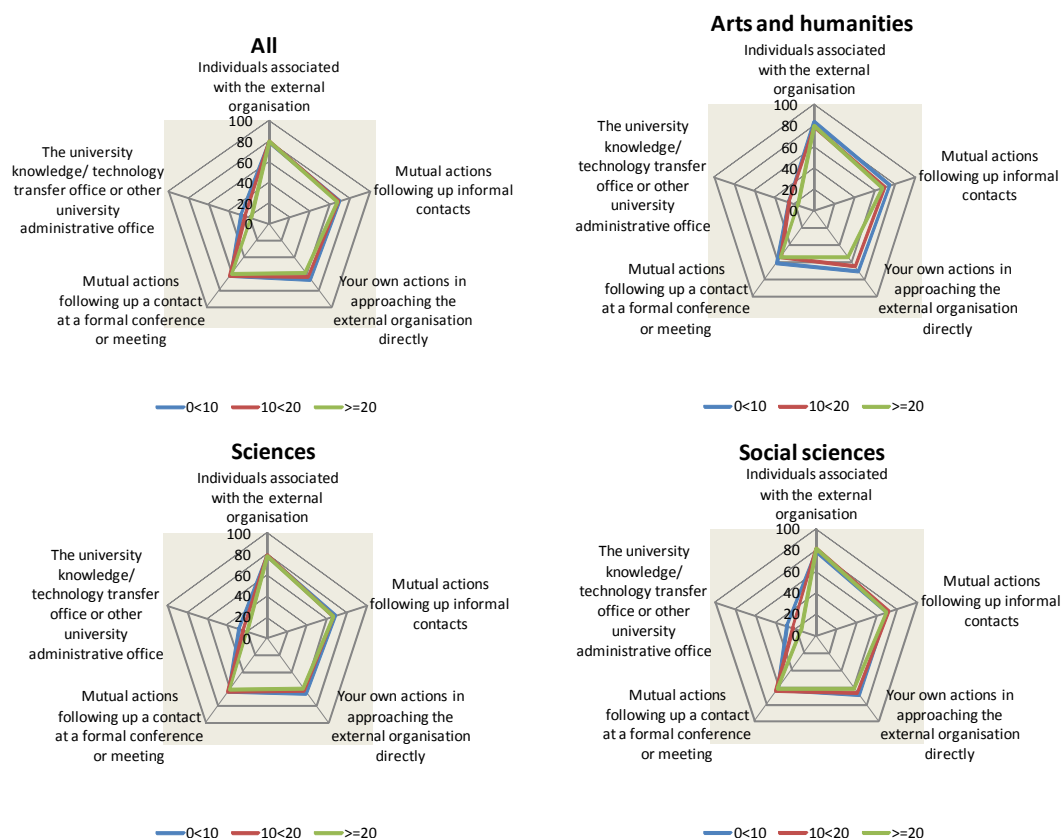 All
Individuals associated
with the external
organisation
100
80
60
40
20
0
Mutual actions
following up informal
contacts
Your own actions in
approaching the
external organisation
directly
Mutual actions
following up a contact
at a formal conference
or meeting
The university
knowledge/ technology
transfer office or other
university
administrative office
0<10 10<20 >=20
Arts and humanities
Individuals associated
with the external
organisation
100
80
60
40
20
0
Mutual actions
following up informal
contacts
Your own actions in
approaching the
external organisation
directly
Mutual actions
following up a contact
at a formal conference
or meeting
The university
knowledge/
technology transfer
office or other
university
administrative office
0<10 10<20 >=20
Sciences
Individuals associated
with the external
organisation
100
80
60
40
20
0
Mutual actions
following up informal
contacts
Your own actions in
approaching the
external organisation
directly
Mutual actions
following up a contact
at a formal conference
or meeting
The university
knowledge/
technology transfer
office or other
university
administrative office
0<10 10<20 >=20
Social sciences
Individuals associated
with the external
organisation
100
80
60
40
20
0
Mutual actions
following up informal
contacts
Your own actions in
approaching the
external organisation
directly
Mutual actions
following up a contact
at a formal conference
or meeting
The university
knowledge/
technology transfer
office or other
university
administrative office
0<10 10<20 >=20